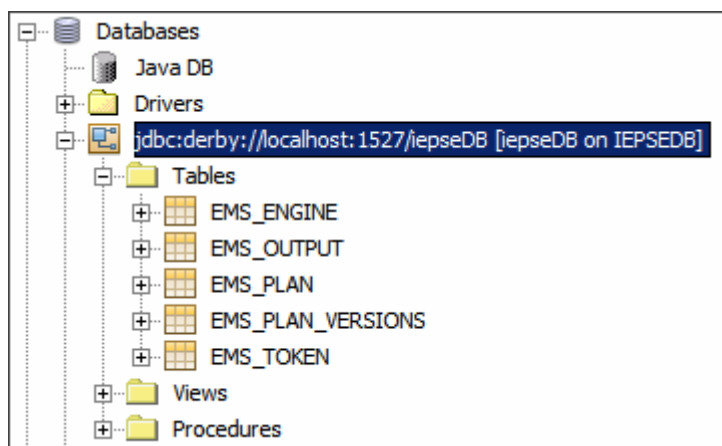 Databases
Java DB
Drivers
jdbc:derby://localhost:1527/iepseDB [iepseDB on IEPSEDB]
Tables
EMS_ENGINE
EMS_OUTPUT
EMS_PLAN
EMS_PLAN_VERSIONS
EMS_TOKEN
Views
Procedures